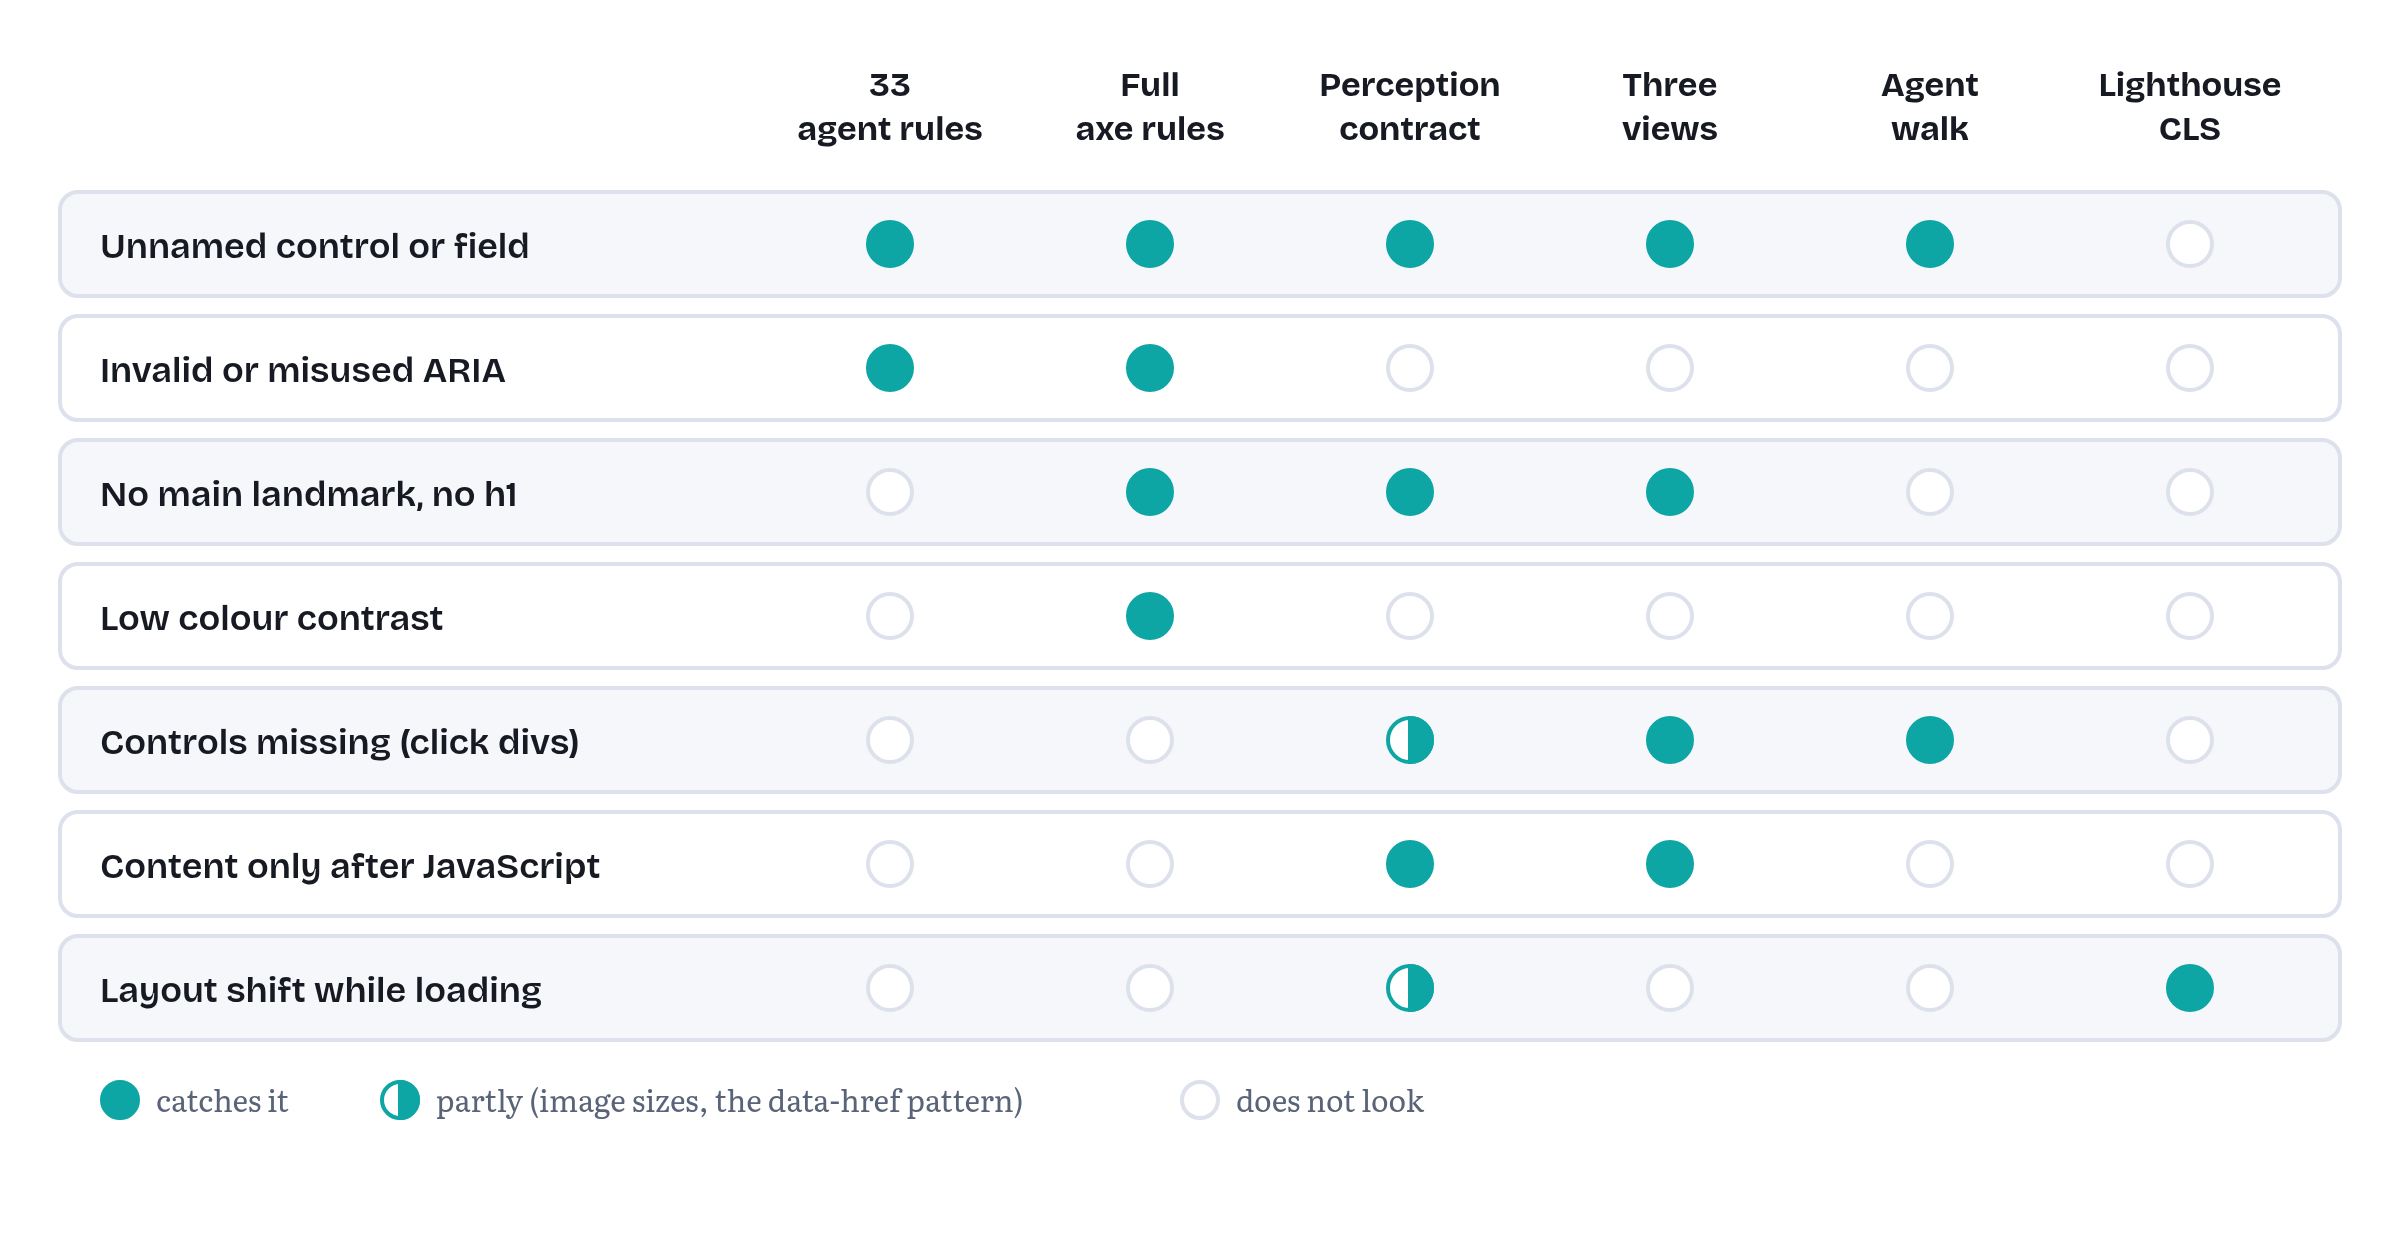 33
agent rules
Full
axe rules
Perception
contract
Three
views
Agent
walk
Lighthouse
CLS
Unnamed control or field
Invalid or misused ARIA
No main landmark, no h1
Low colour contrast
Controls missing (click divs)
Content only after JavaScript
Layout shift while loading
catches it
partly (image sizes, the data-href pattern)
does not look